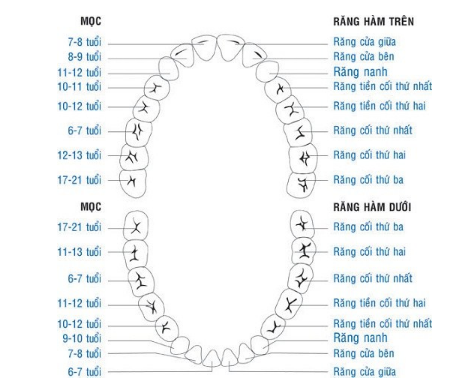 MỌC RĂNG HÀM TRÊN
7-8 tuổi Răng cửa giữa
8-9 tuổi Răng cửa bên
11-12 tuổi Răng nanh
10-11 tuổi Răng tiền cối thứ nhất
10-12 tuổi Răng tiền cối thứ hai
6-7 tuổi Răng cối thứ nhất
12-13 tuổi Răng cối thứ hai
17-21 tuổi Răng cối thứ ba
MỌC RĂNG HÀM DƯỚI
17-21 tuổi Răng cối thứ ba
11-13 tuổi Răng cối thứ hai
6-7 tuổi Răng cối thứ nhất
11-12 tuổi Răng tiền cối thứ hai
10-12 tuổi Răng tiền cối thứ nhất
9-10 tuổi Răng nanh
7-8 tuổi Răng cửa bên
6-7 tuổi Răng cửa giữa